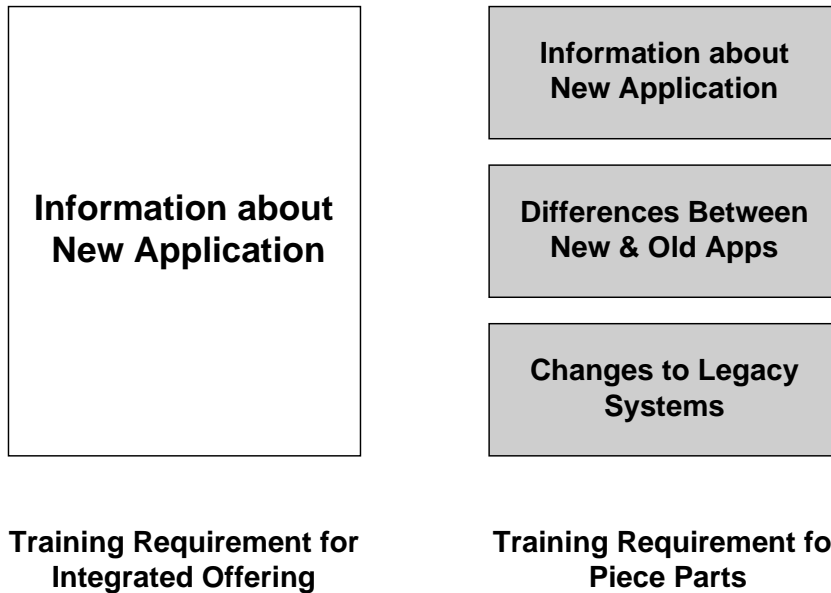 Information about
New Application
Information about
New Application
Differences Between
New & Old Apps
Changes to Legacy
Systems
Training Requirement for
Integrated Offering
Training Requirement fo
Piece Parts